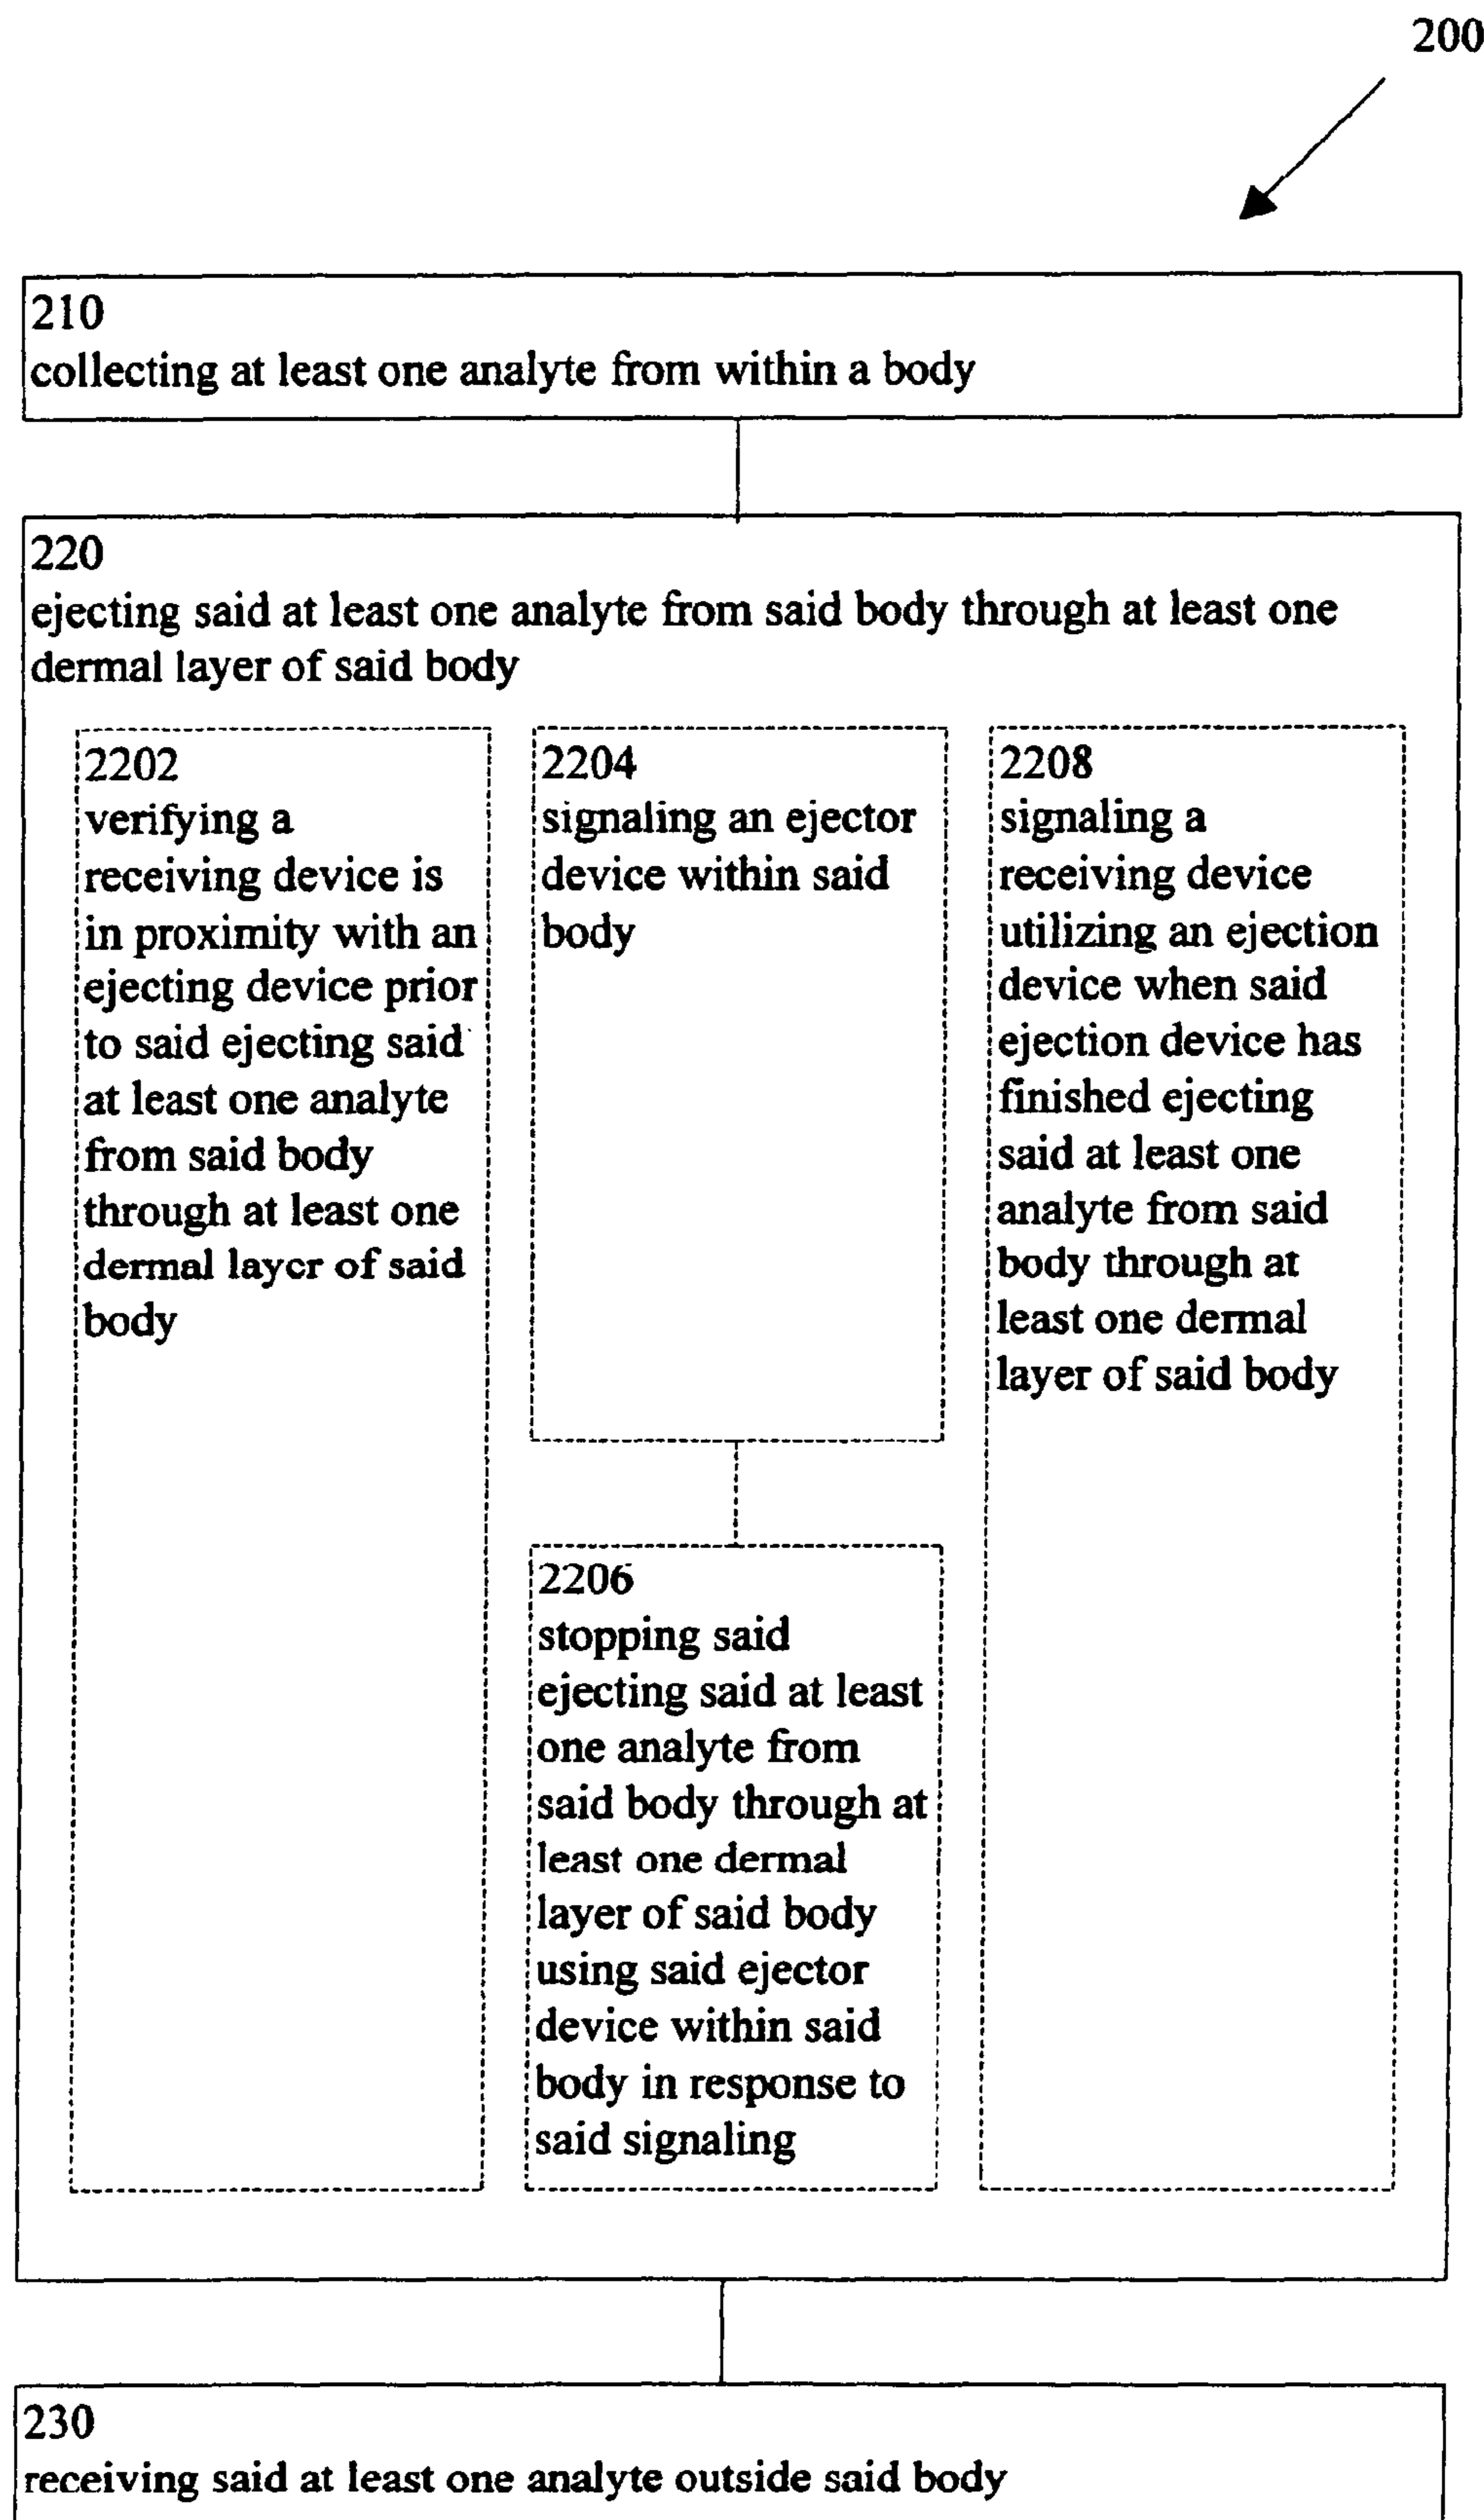 200
210
collecting at least one analyte from within a body
220
ejecting said at least one analyte from said body through at least one
dermal layer of said body
2202
verifying a
receiving device is
in proximity with an
ejecting device prior
to said ejecting said
at least one analyte
from said body
through at least one
dermal layer of said
body
2204
signaling an ejector
device within said
body
2206
stopping said
ejecting said at least
one analyte from
said body through at
least one dermal
layer of said body
using said ejector
device within said
body in response to
said signaling
2208
signaling a
receiving device
utilizing an ejection
device when said
ejection device has
finished ejecting
said at least one
analyte from said
body through at
least one dermal
layer of said body
230
receiving said at least one analyte outside said body